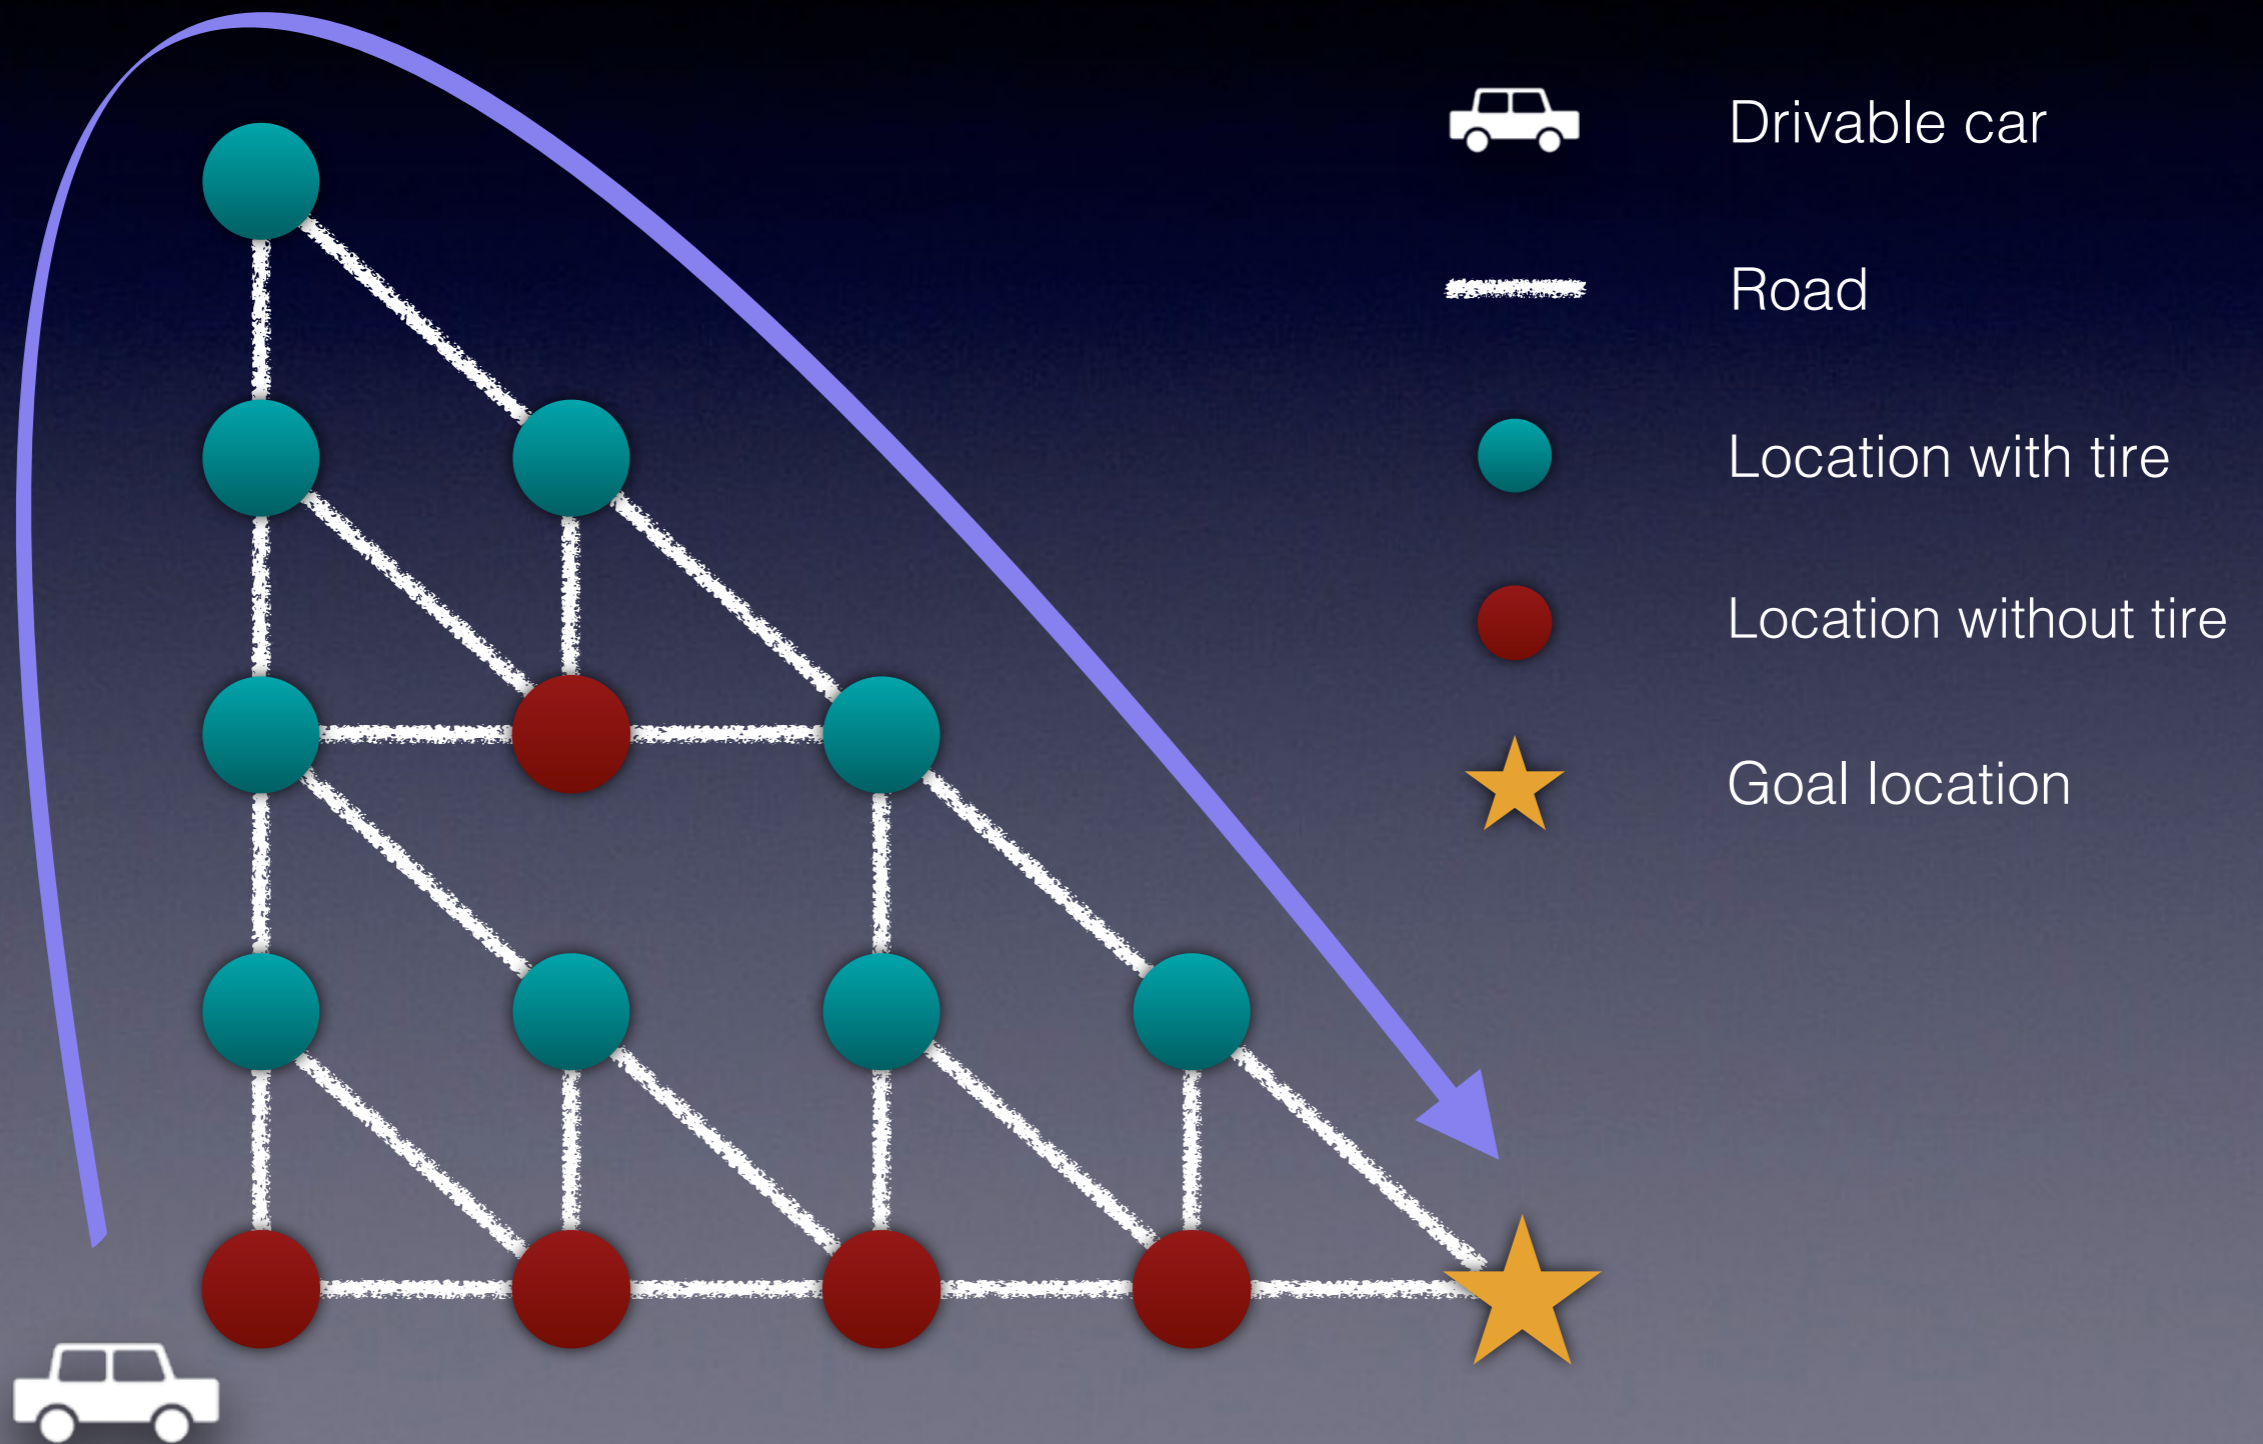 Drivable car
Road
Location with tire
Location without tire
Goal location